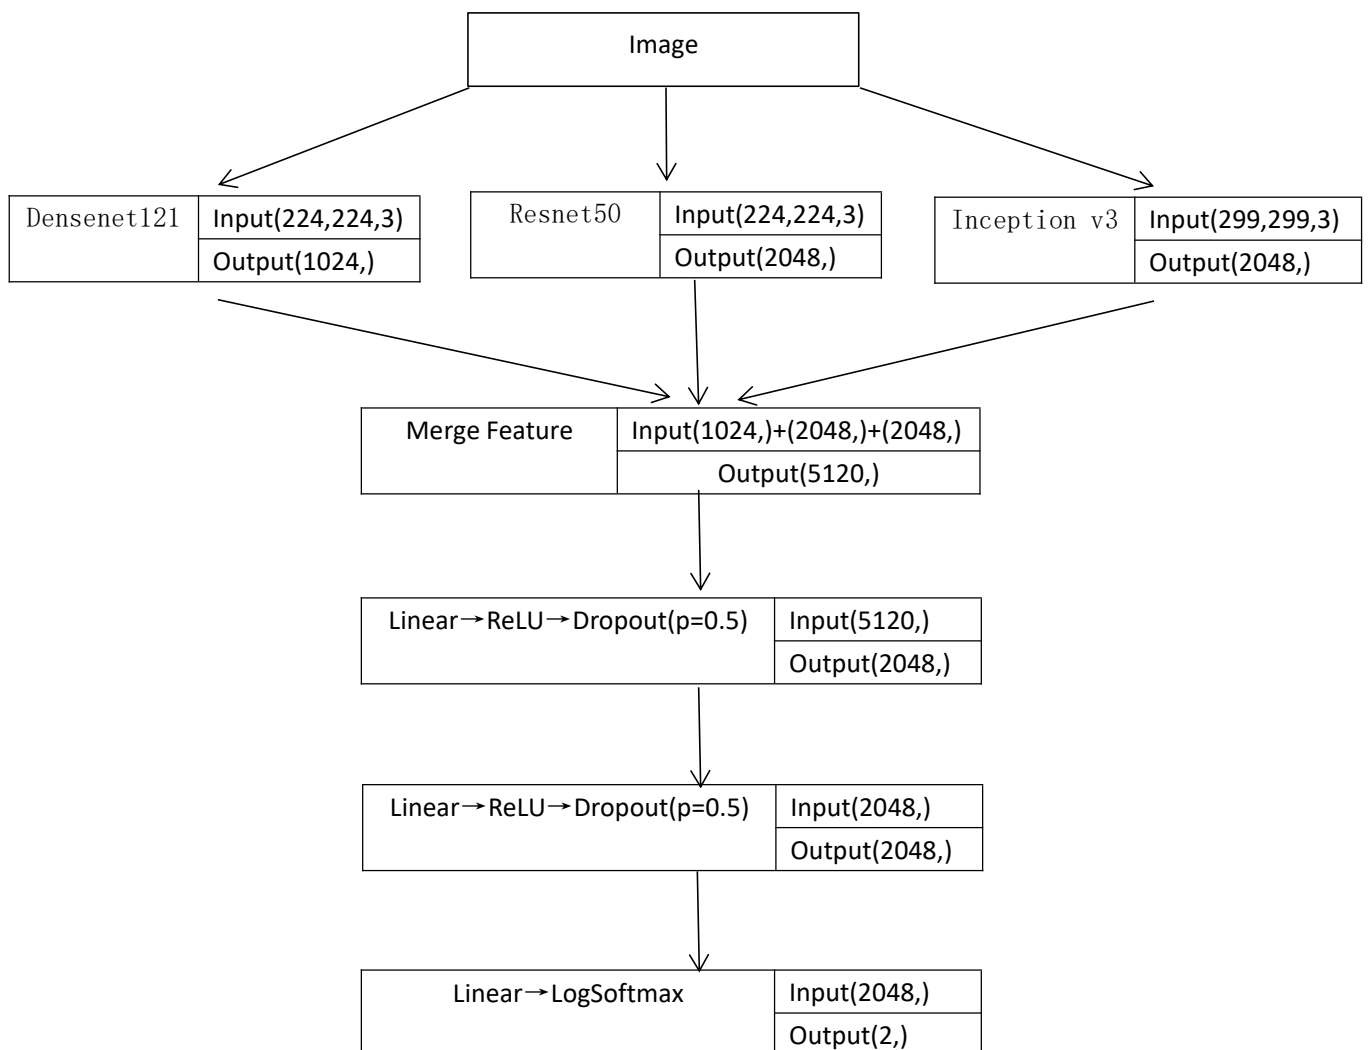 Image
Densenet121
Input(224,224,3)
Output(1024,)
Resnet50
Input(224,224,3)
Output(2048,)
Inception v3
Input(299,299,3)
Output(2048,)
Merge Feature
Input(1024,)+(2048,)+(2048,)
Output(5120,)
Linear→ReLU→Dropout(p=0.5)
Input(5120,)
Output(2048,)
Linear→ReLU→Dropout(p=0.5)
Input(2048,)
Output(2048,)
Linear→LogSoftmax
Input(2048,)
Output(2,)